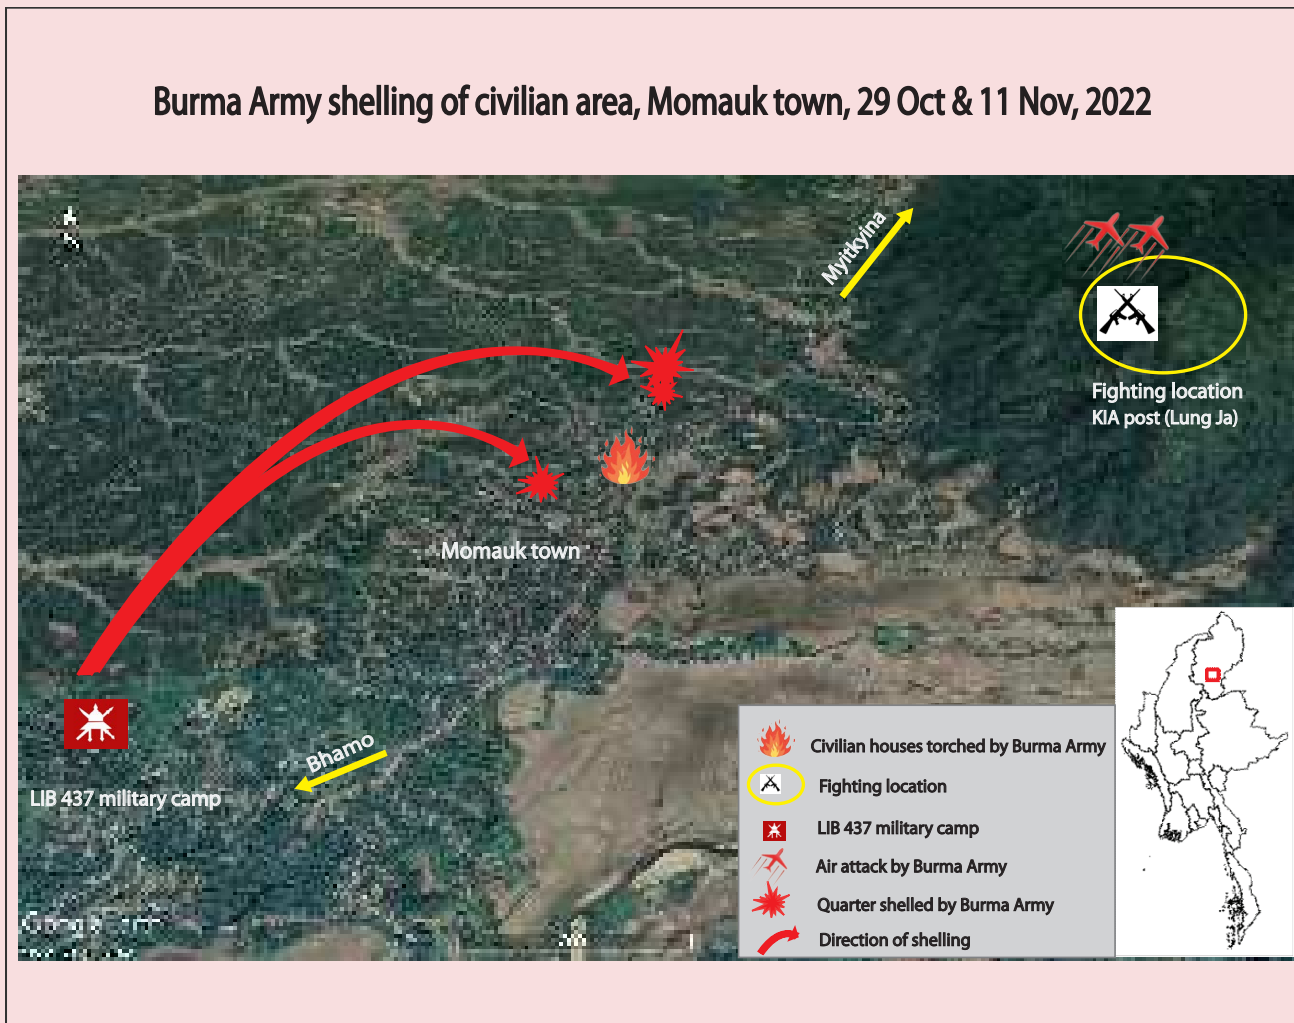 Burma Army shelling of civilian area, Momauk town, 29 Oct & 11 Nov, 2022
Myitkyina
Fighting location
KIA post (Lung Ja)
Momauk town
Bhamo
LIB 437 military camp
Civilian houses torched by Burma Army
Fighting location
LIB 437 military camp
Air attack by Burma Army
Quarter shelled by Burma Army
Direction of shelling